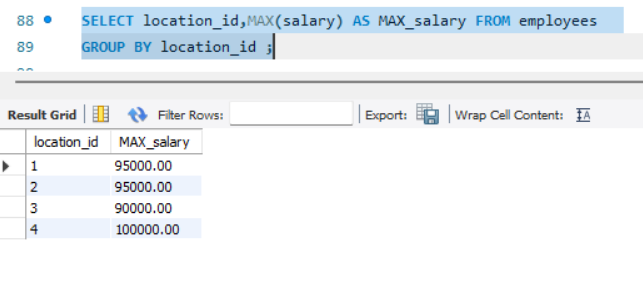 88 SELECT location_id,MAX(salary) AS MAX_salary FROM employees
89 GROUP BY location_id ;
Result Grid Filter Rows: Export: Wrap Cell Content: IA
location_id MAX_salary
1 95000.00
2 95000.00
3 90000.00
4 100000.00